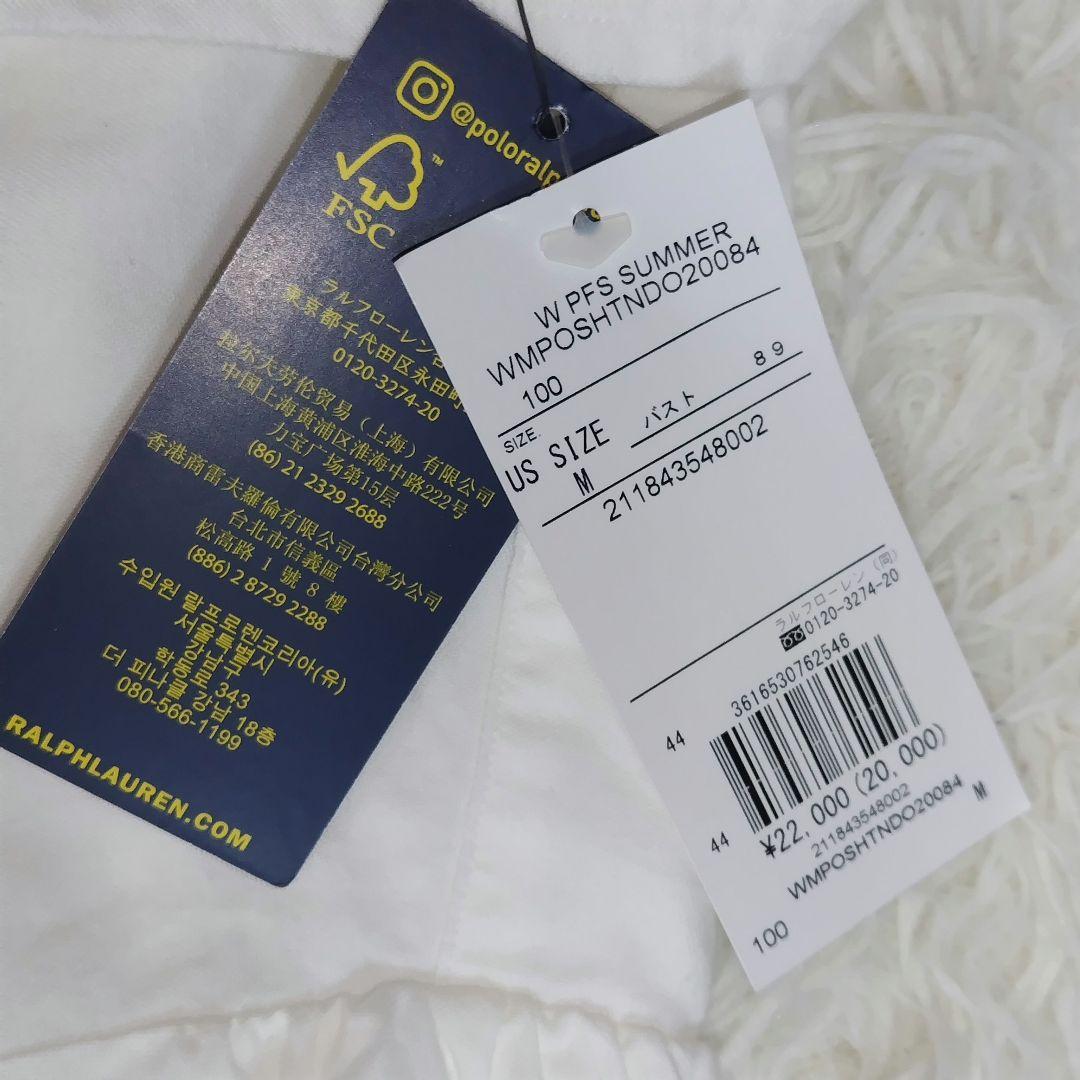 @poloralp
FSC
™
ラルフローレン
東京都千代田区永田町
0120-3274-20
拉尔夫劳伦贸易（上海）有限公司
中国上海黄浦区淮海中路222号
力宝广场第15层
(86) 21 2329 2688
香港商雷夫羅倫有限公司台灣分公司
台北市信義區
松高路 1 號 8 樓
(886) 2 8729 2288
수입원 랄프로렌코리아(유)
서울특별시
강남구
학동로 343
더 피나클 강남 18층
080-566-1199
RALPHLAUREN.COM
W PFS SUMMER
WMPOSHTNDO20084
100
SIZE.
US SIZE
M
バスト 89
211843548002
ラルフローレン（同）
0120-3274-20
3616530762546
44
44
¥22,000 (20,000)
211843548002
WMPOSHTNDO20084 M
100